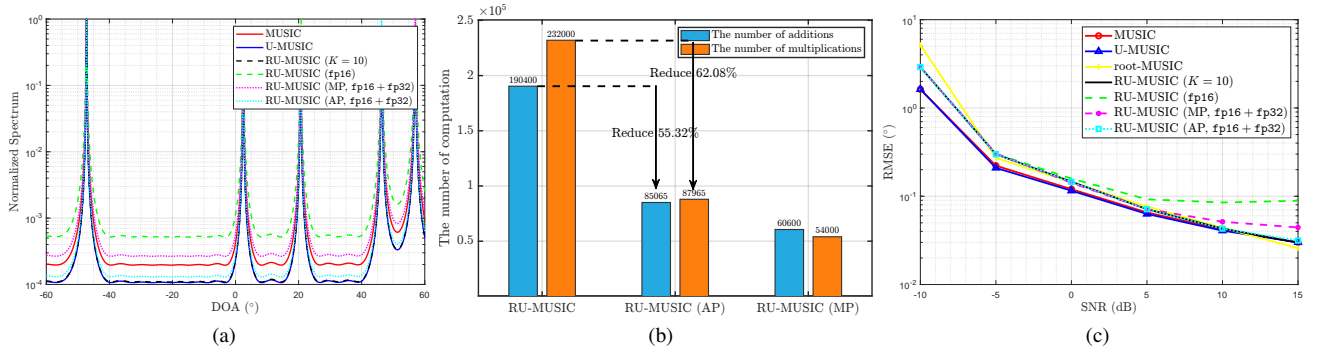 10^0
10^-1
10^-2
10^-3
10^-4
Normalized Spectrum
-60
-40
-20
0
20
40
60
DOA (°)
MUSIC
U-MUSIC
RU-MUSIC (K = 10)
RU-MUSIC (fp16)
RU-MUSIC (MP, fp16 + fp32)
RU-MUSIC (AP, fp16 + fp32)
(a)
2.5 ×10^5
2
1.5
1
0.5
The number of computation
The number of additions
The number of multiplications
232000
190400
Reduce 62.08%
Reduce 55.32%
85065
87965
60600
54000
RU-MUSIC
RU-MUSIC (AP)
RU-MUSIC (MP)
(b)
10^1
10^0
10^-1
10^-2
RMSE (°)
-10
-5
0
5
10
15
SNR (dB)
MUSIC
U-MUSIC
root-MUSIC
RU-MUSIC (K = 10)
RU-MUSIC (fp16)
RU-MUSIC (MP, fp16 + fp32)
RU-MUSIC (AP, fp16 + fp32)
(c)